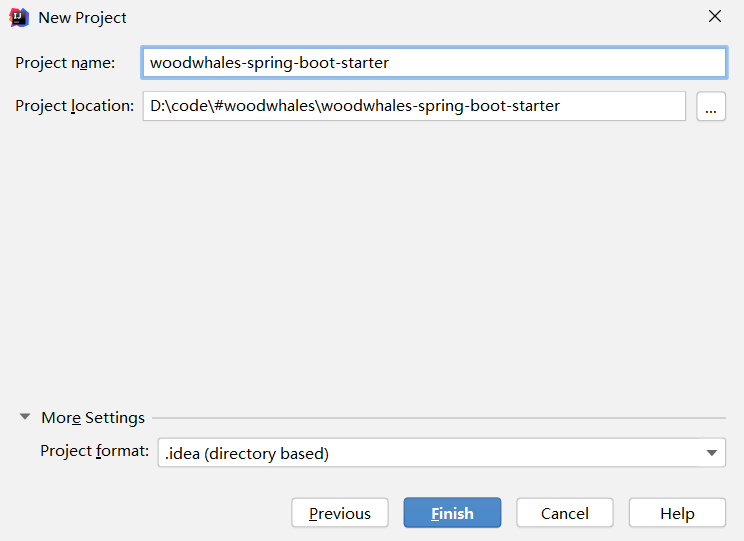 New Project
Project name: woodwhales-spring-boot-starter
Project location: D:\code\#woodwhales\woodwhales-spring-boot-starter ...
More Settings
Project format: .idea (directory based)
Previous Finish Cancel Help